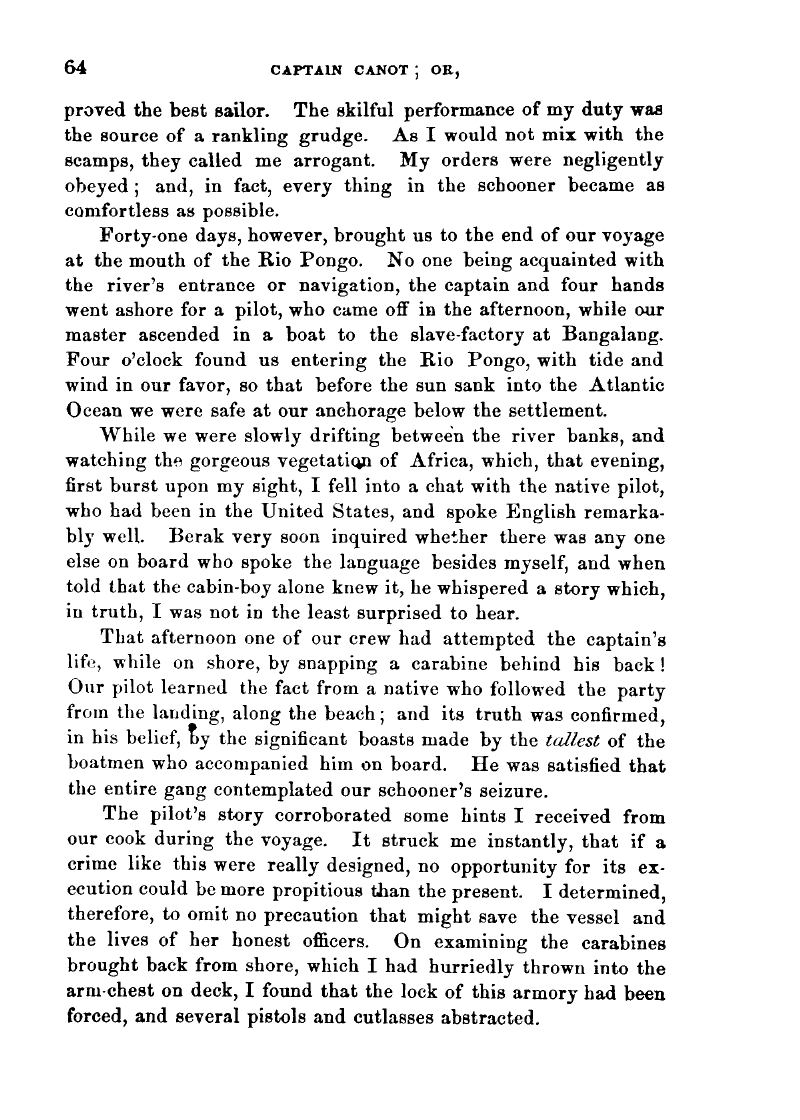 64 CAPTAIN CANOT; OR,
proved the best sailor. The skilful performance of my duty was
the source of a rankling grudge. As I would not mix with the
scamps, they called me arrogant. My orders were negligently
obeyed; and, in fact, every thing in the schooner became as
comfortless as possible.
Forty-one days, however, brought us to the end of our voyage
at the mouth of the Rio Pongo. No one being acquainted with
the river's entrance or navigation, the captain and four hands
went ashore for a pilot, who came off in the afternoon, while our
master ascended in a boat to the slave-factory at Bangalang.
Four o'clock found us entering the Rio Pongo, with tide and
wind in our favor, so that before the sun sank into the Atlantic
Ocean we were safe at our anchorage below the settlement.
While we were slowly drifting between the river banks, and
watching the gorgeous vegetation of Africa, which, that evening,
first burst upon my sight, I fell into a chat with the native pilot,
who had been in the United States, and spoke English remarka-
bly well. Berak very soon inquired whether there was any one
else on board who spoke the language besides myself, and when
told that the cabin-boy alone knew it, he whispered a story which,
in truth, I was not in the least surprised to hear.
That afternoon one of our crew had attempted the captain's
life, while on shore, by snapping a carabine behind his back!
Our pilot learned the fact from a native who followed the party
from the landing, along the beach; and its truth was confirmed,
in his belief, by the significant boasts made by the tallest of the
boatmen who accompanied him on board. He was satisfied that
the entire gang contemplated our schooner's seizure.
The pilot's story corroborated some hints I received from
our cook during the voyage. It struck me instantly, that if a
crime like this were really designed, no opportunity for its ex-
ecution could be more propitious than the present. I determined,
therefore, to omit no precaution that might save the vessel and
the lives of her honest officers. On examining the carabines
brought back from shore, which I had hurriedly thrown into the
arm-chest on deck, I found that the lock of this armory had been
forced, and several pistols and cutlasses abstracted.